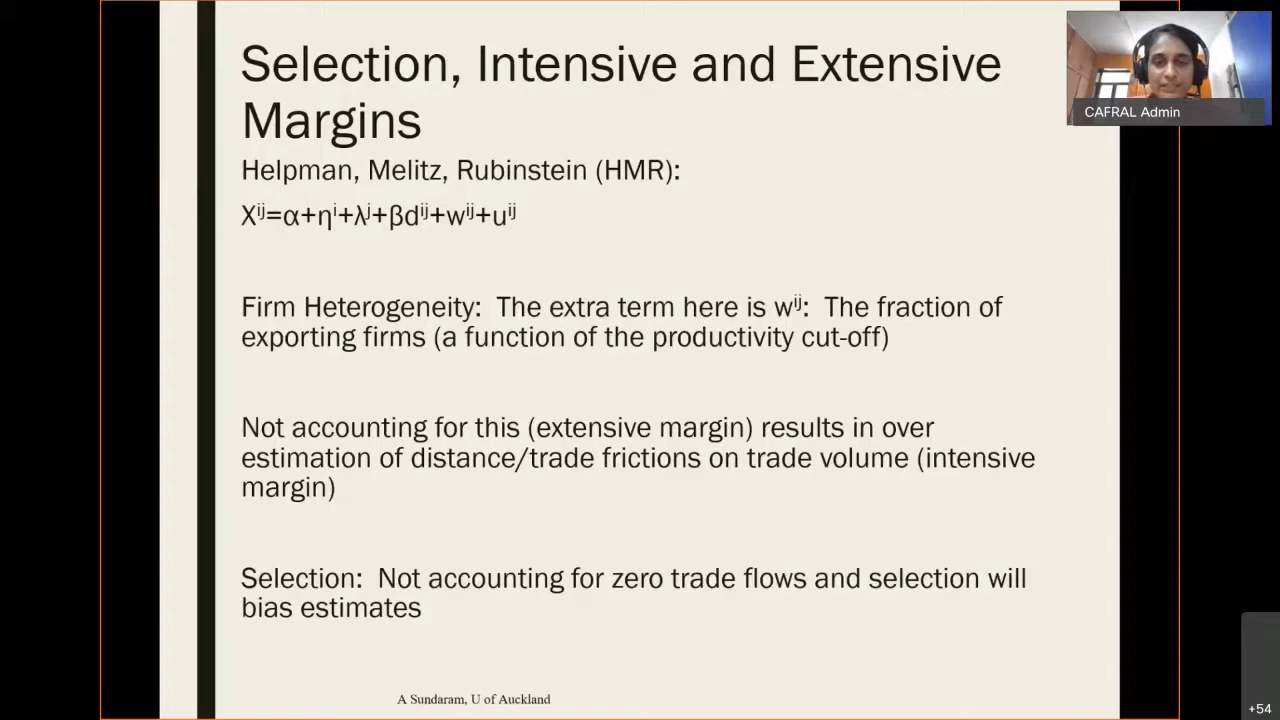 Selection, Intensive and Extensive
Margins
Helpman, Melitz, Rubinstein (HMR):
Xⁱʲ=α+ηⁱ+λʲ+βdⁱʲ+wⁱʲ+uⁱʲ
Firm Heterogeneity: The extra term here is wⁱʲ: The fraction of
exporting firms (a function of the productivity cut-off)
Not accounting for this (extensive margin) results in over
estimation of distance/trade frictions on trade volume (intensive
margin)
Selection: Not accounting for zero trade flows and selection will
bias estimates
A Sundaram, U of Auckland
CAFRAL Admin
+54